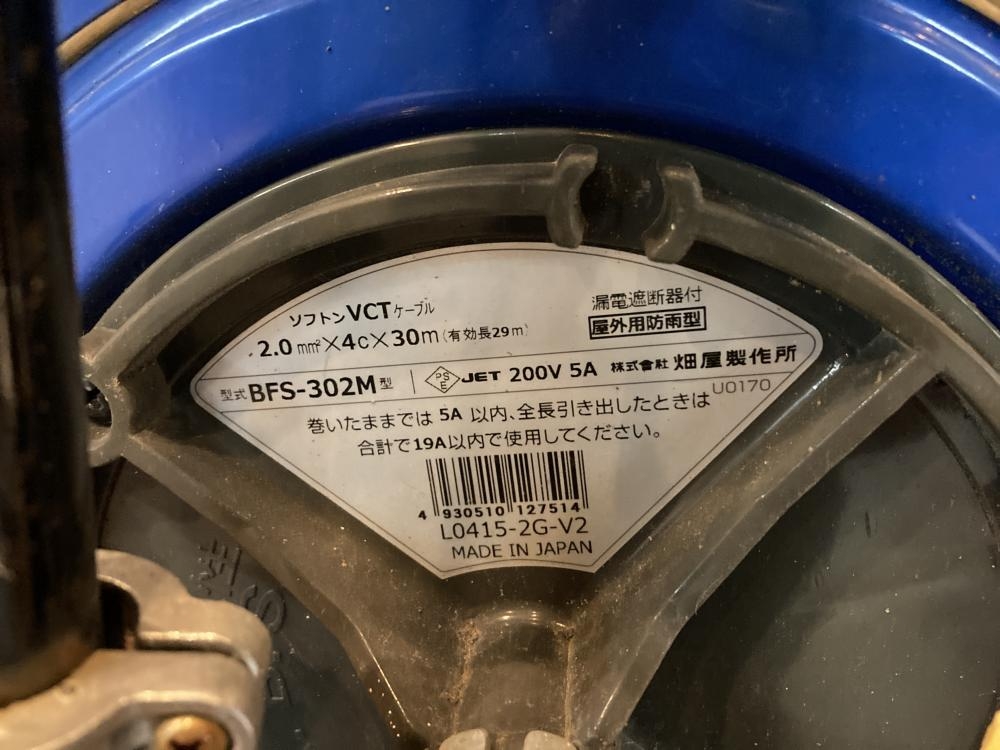 ソフトンVCTケーブル
2.0mm²×4c×30m(有効長29m)
漏電遮断器付
屋外用防雨型
型式 BFS-302M型 PSE JET 200V 5A 株式会社 畑屋製作所
U0170
巻いたままでは 5A 以内、全長引き出したときは
合計で19A以内で使用してください。
4 930510 127514
L0415-2G-V2
MADE IN JAPAN